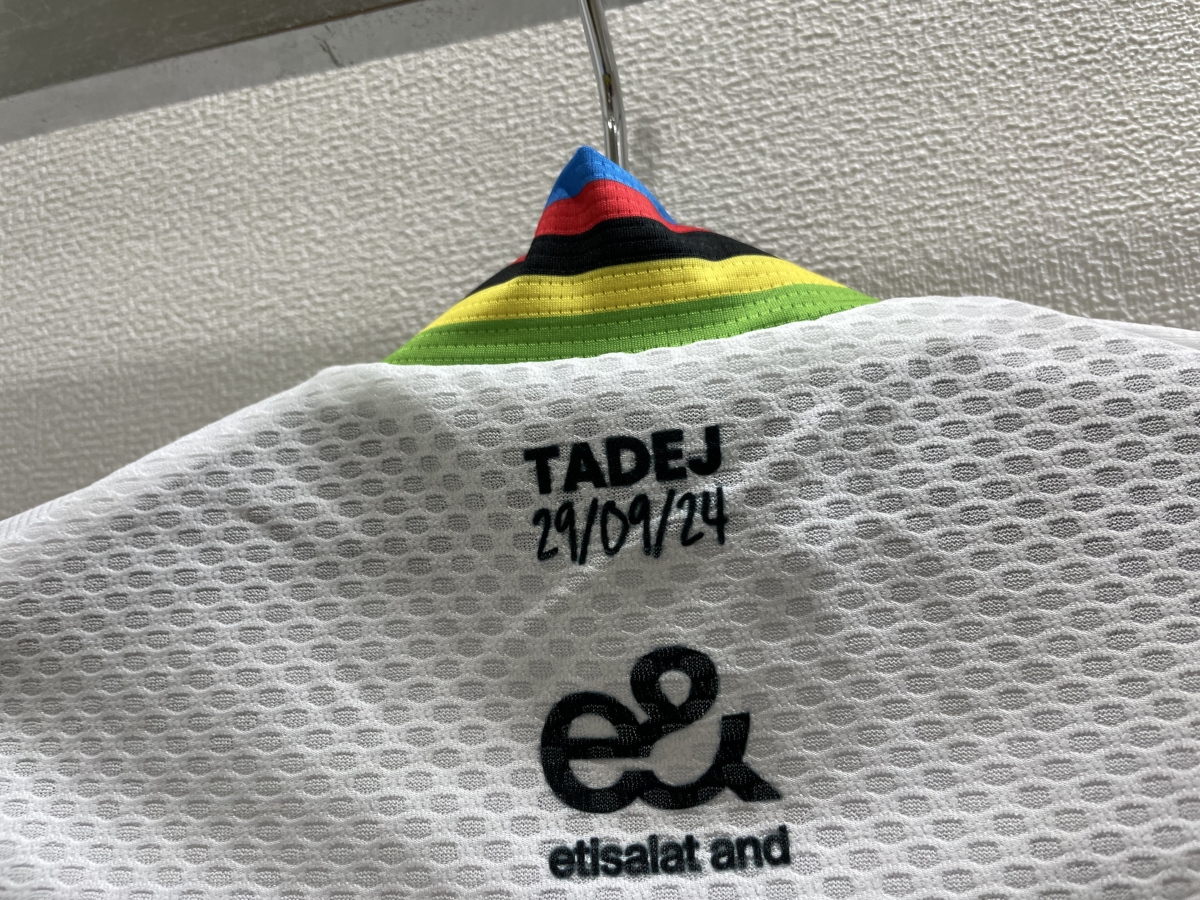 TADEJ
29/09/24
e&
etisalat and